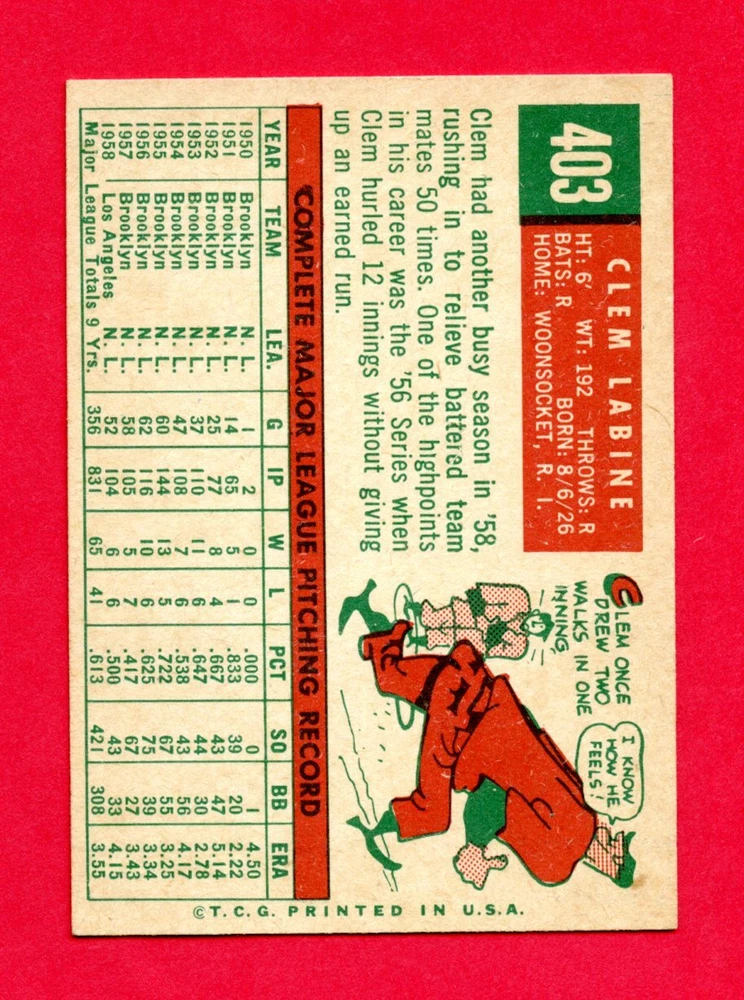 403
CLEM LABINE
HT: 6' WT: 192 THROWS: R
BATS: R BORN: 8/6/26
HOME: WOONSOCKET, R. I.
Clem had another busy season in '58,
rushing in to relieve battered team
mates 50 times. One of the highpoints
in his career was the '56 Series when
Clem hurled 12 innings without giving
up an earned run.
CLEM ONCE
DREW TWO
WALKS IN ONE
INNING
I KNOW
HOW HE
FEELS!
COMPLETE MAJOR LEAGUE PITCHING RECORD
YEAR TEAM LEA. G IP W L PCT SO BB ERA
1950 Brooklyn N. L. 1 2 0 0 .000 0 1 4.50
1951 Brooklyn N. L. 14 65 5 1 .833 39 20 2.22
1952 Brooklyn N. L. 25 77 8 4 .667 43 47 5.14
1953 Brooklyn N. L. 37 110 11 6 .647 44 30 2.78
1954 Brooklyn N. L. 47 108 7 6 .538 43 56 4.17
1955 Brooklyn N. L. 60 144 13 5 .722 67 55 3.25
1956 Brooklyn N. L. 62 116 10 6 .625 75 39 3.34
1957 Brooklyn N. L. 58 105 5 7 .417 67 27 3.43
1958 Los Angeles N. L. 52 104 6 6 .500 43 33 4.15
Major League Totals 9 Yrs. 356 831 65 41 .613 421 308 3.55
©T.C.G. PRINTED IN U.S.A.